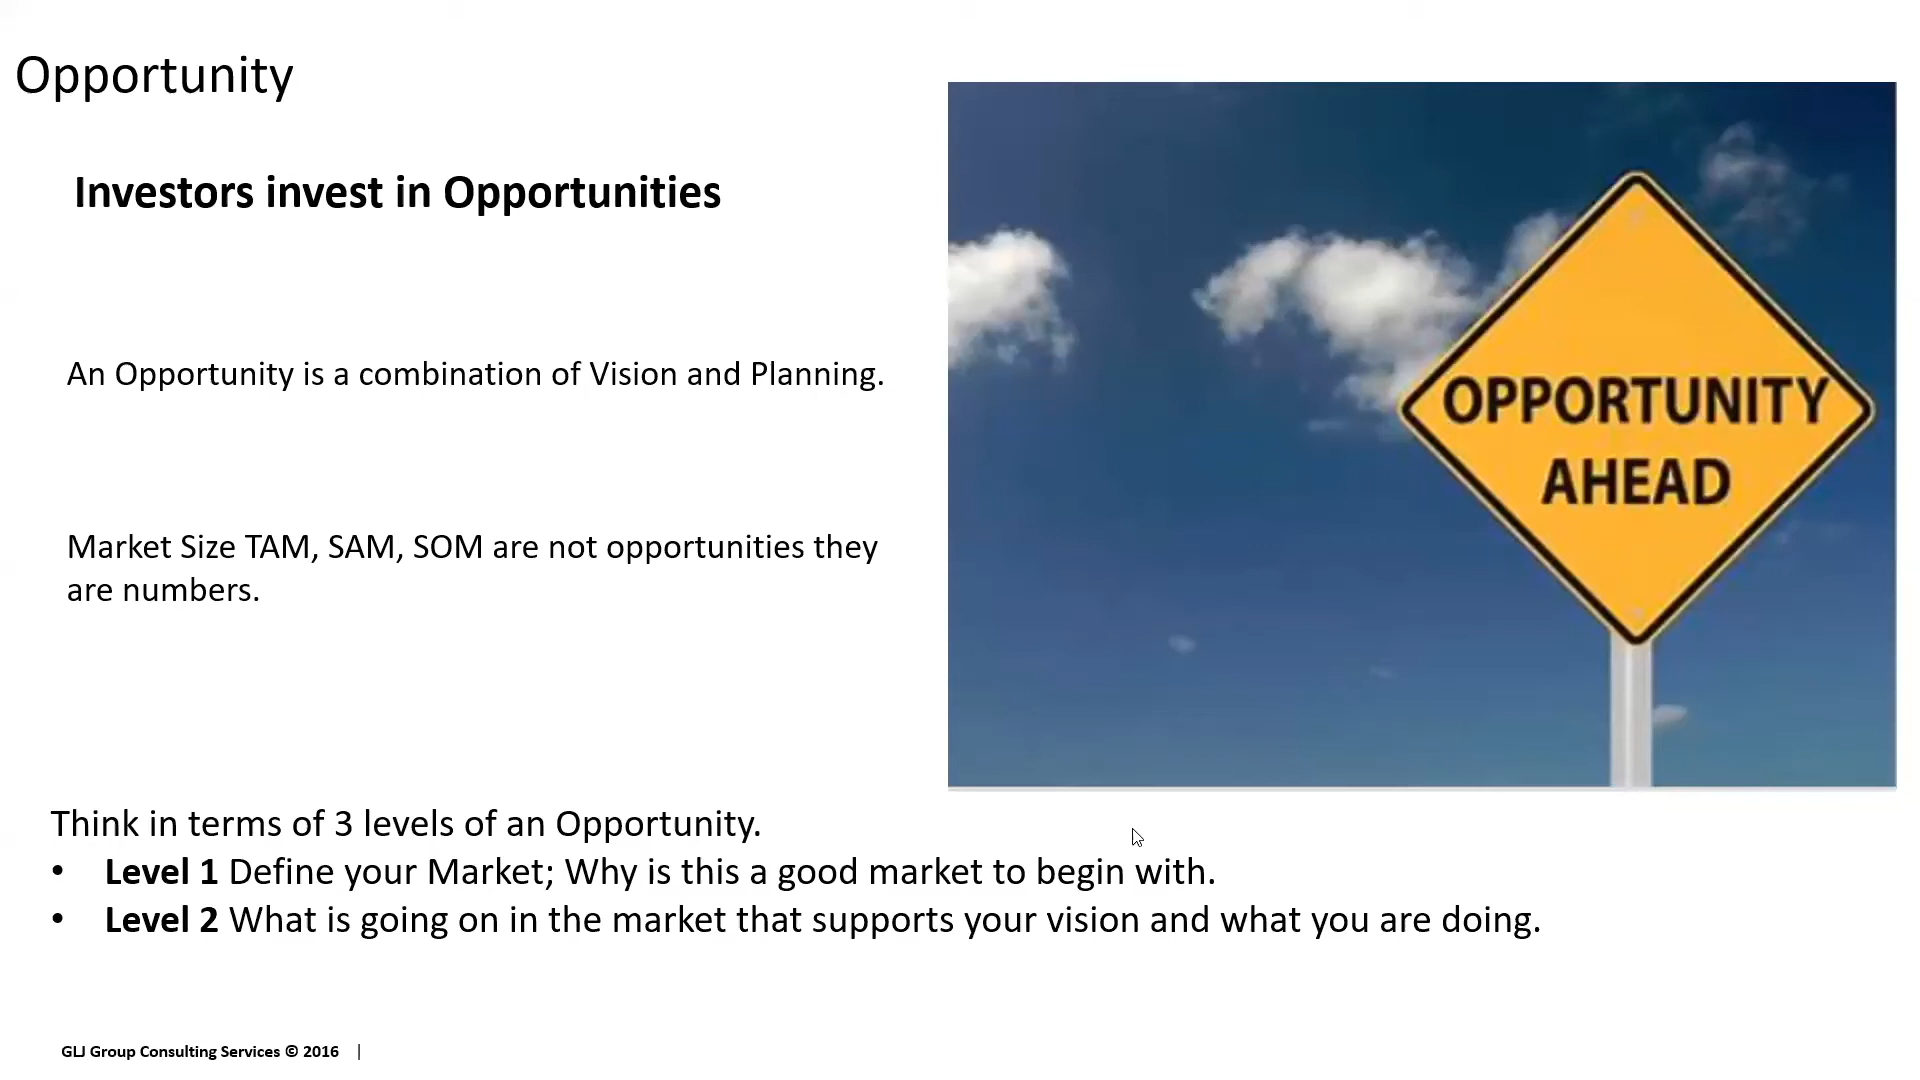 Opportunity
Investors invest in Opportunities
An Opportunity is a combination of Vision and Planning.
Market Size TAM, SAM, SOM are not opportunities they
are numbers.
OPPORTUNITY
AHEAD
Think in terms of 3 levels of an Opportunity.
• Level 1 Define your Market; Why is this a good market to begin with.
• Level 2 What is going on in the market that supports your vision and what you are doing.
GLJ Group Consulting Services © 2016 |